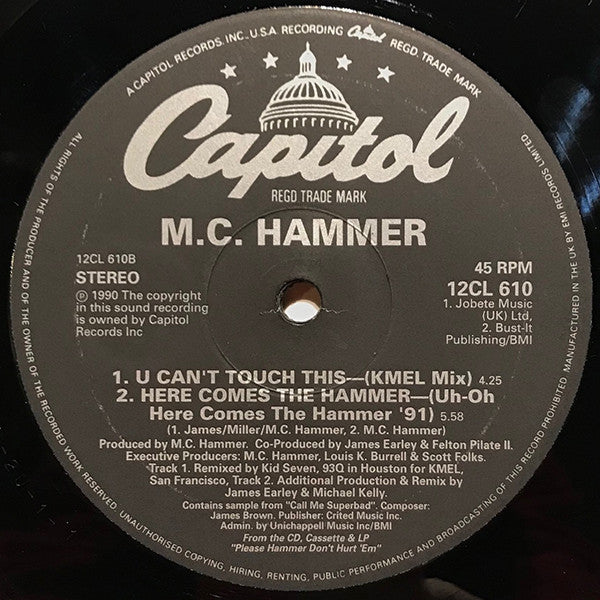 A CAPITOL RECORDS, INC., U.S.A. RECORDING Capitol REGD. TRADE MARK
Capitol
REGD TRADE MARK
M.C. HAMMER
12CL 610B
STEREO
℗ 1990 The copyright
in this sound recording
is owned by Capitol
Records Inc
45 RPM
12CL 610
1. Jobete Music
(UK) Ltd,
2. Bust-It
Publishing/BMI
1. U CAN'T TOUCH THIS—(KMEL Mix) 4.25
2. HERE COMES THE HAMMER—(Uh-Oh
Here Comes The Hammer '91) 5.58
(1. James/Miller/M.C. Hammer, 2. M.C. Hammer)
Produced by M.C. Hammer. Co-Produced by James Earley & Felton Pilate II.
Executive Producers: M.C. Hammer, Louis K. Burrell & Scott Folks.
Track 1. Remixed by Kid Seven, 93Q in Houston for KMEL,
San Francisco, Track 2. Additional Production & Remix by
James Earley & Michael Kelly.
Contains sample from "Call Me Superbad". Composer:
James Brown. Publisher: Crited Music Inc.
Admin. by Unichappell Music Inc/BMI
From the CD, Cassette & LP
"Please Hammer Don't Hurt 'Em"
ALL RIGHTS OF THE PRODUCER AND OF THE OWNER OF THE RECORDED WORK RESERVED. UNAUTHORISED COPYING, HIRING, RENTING, PUBLIC PERFORMANCE AND BROADCASTING OF THIS RECORD PROHIBITED. MANUFACTURED IN THE UK BY EMI RECORDS LIMITED